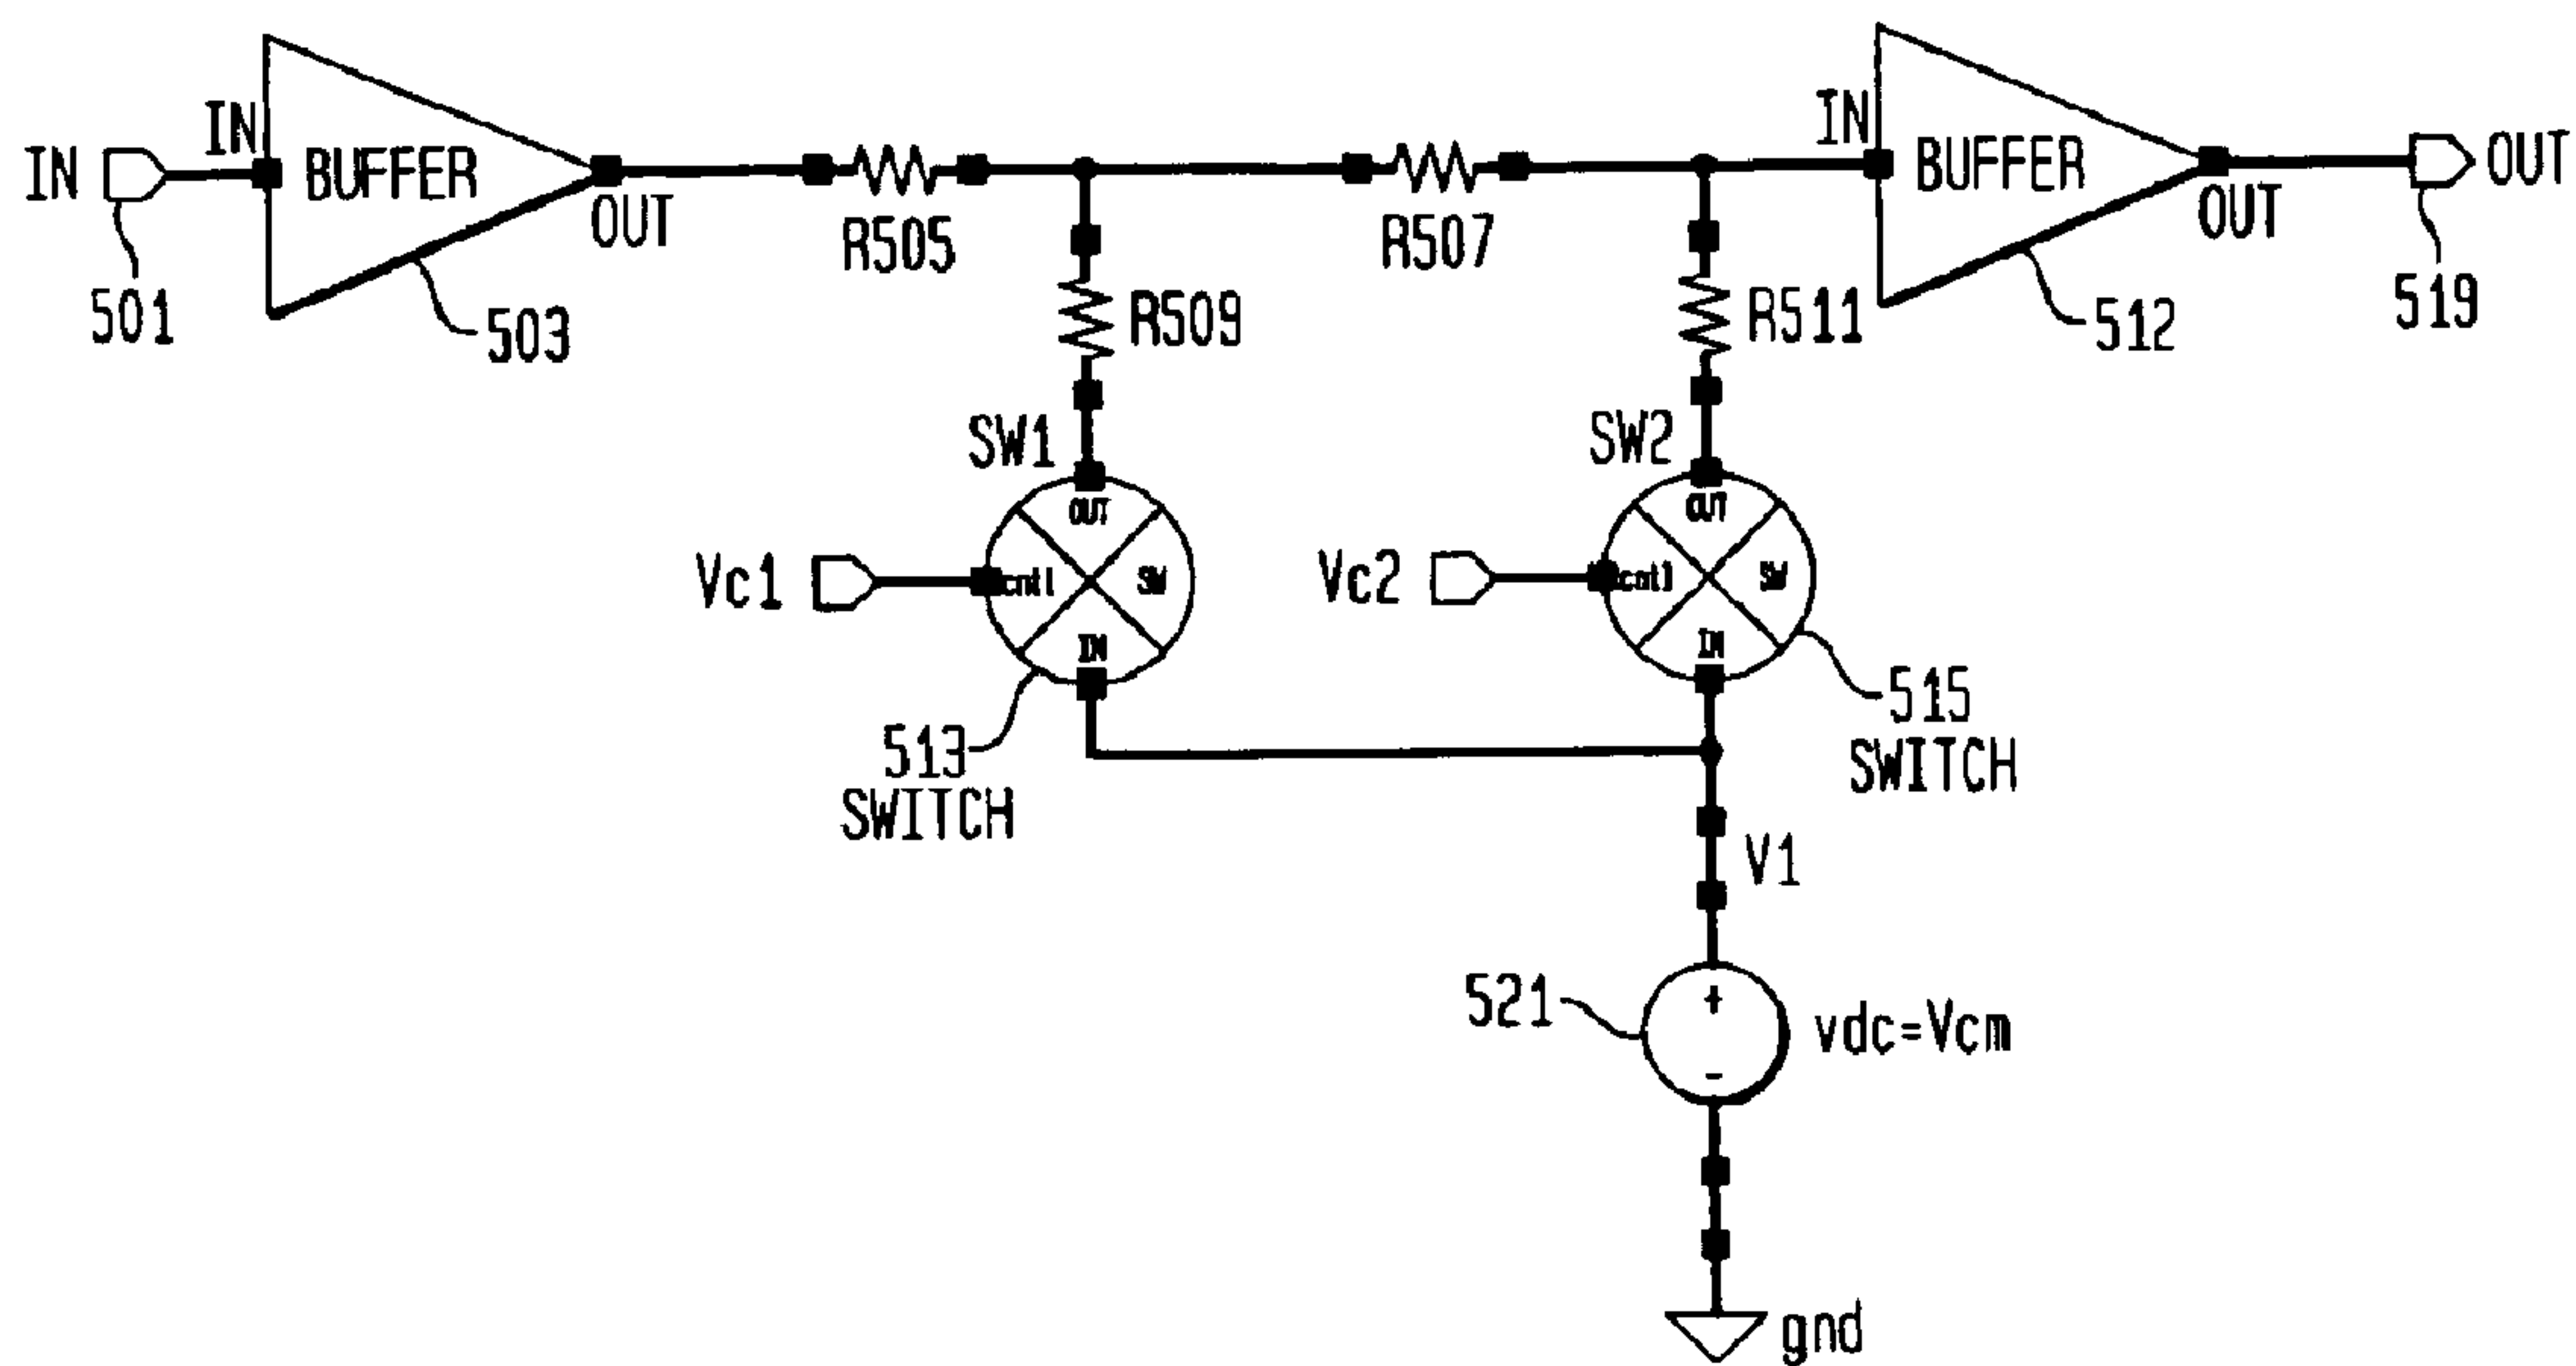 IN
IN
BUFFER
OUT
501
503
R505
R507
IN
BUFFER
OUT
OUT
512
519
R509
R511
SW1
SW2
OUT
cntl
SW
IN
Vc1
OUT
cntl
SW
IN
Vc2
513
SWITCH
515
SWITCH
V1
521
+
-
vdc=Vcm
gnd